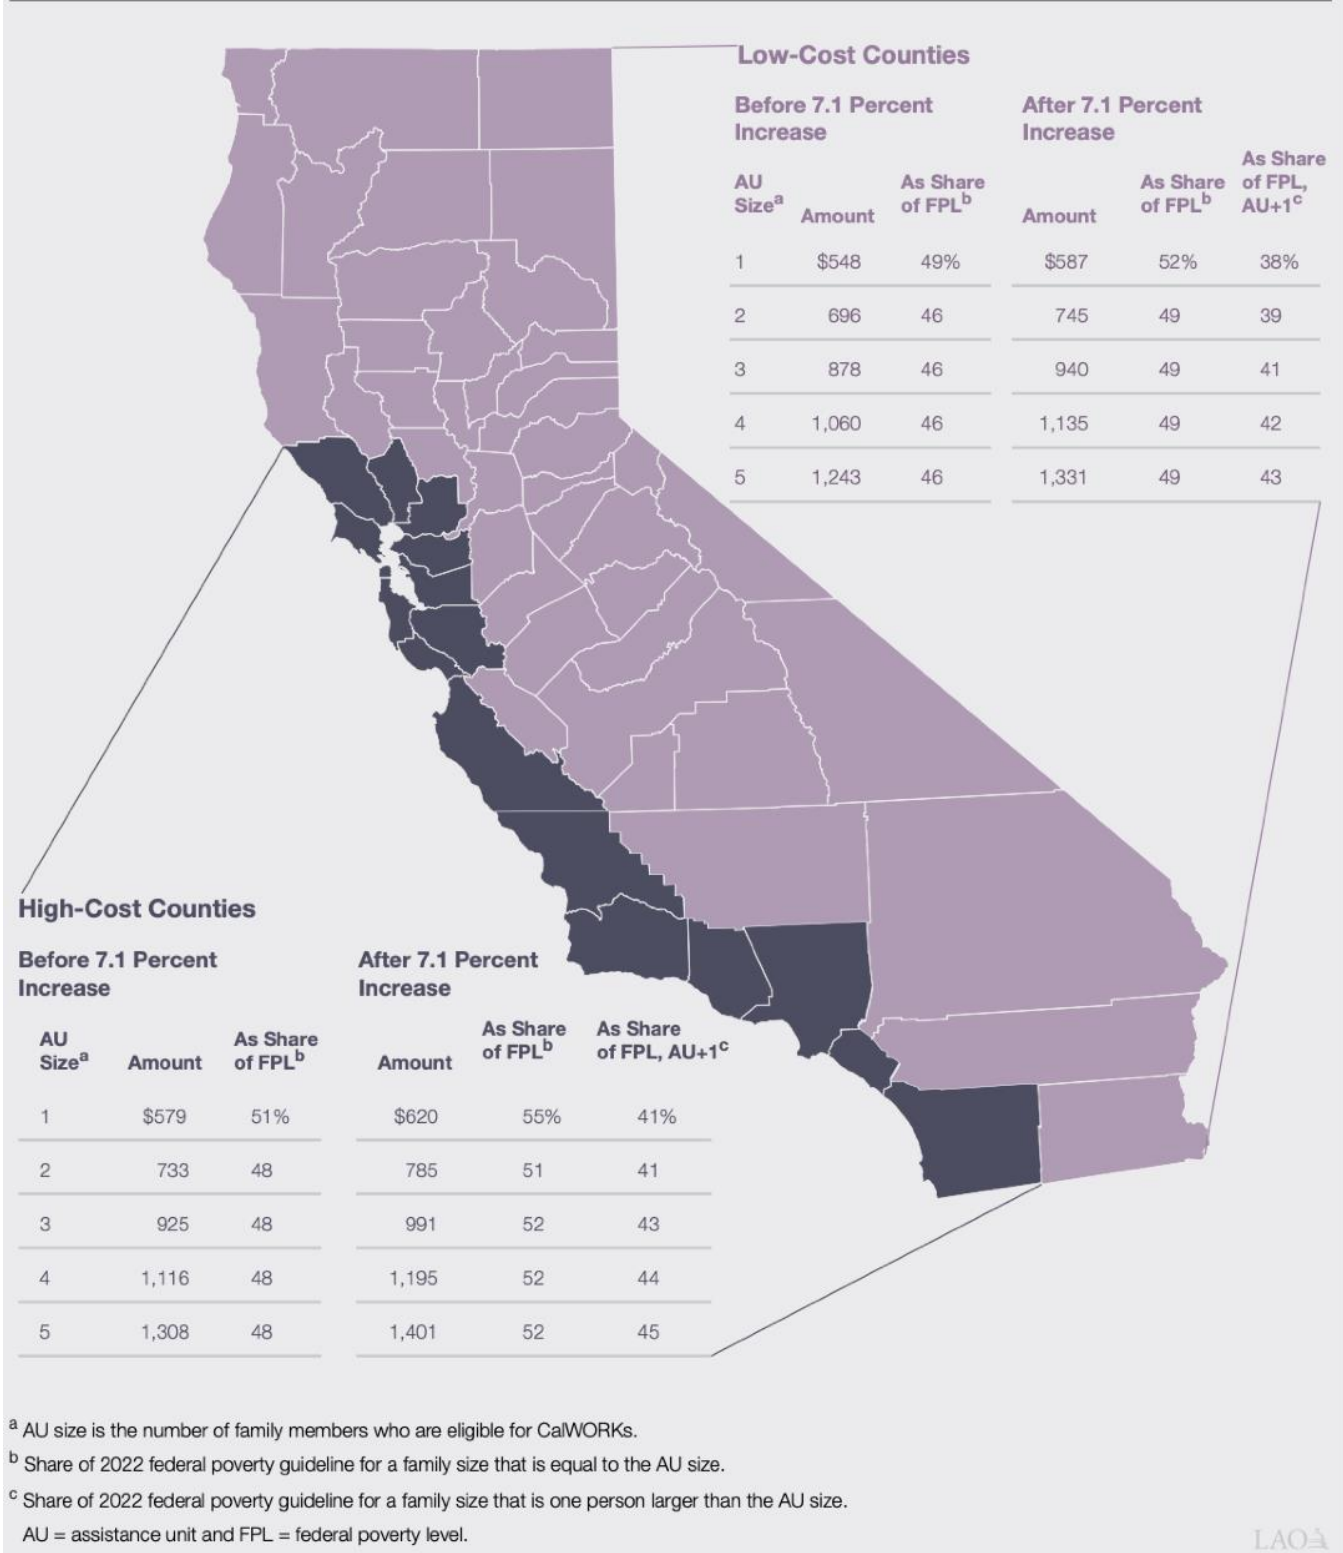 Low-Cost Counties
Before 7.1 Percent Increase
After 7.1 Percent Increase
AU Sizeª Amount As Share of FPLᵇ Amount As Share of FPLᵇ As Share of FPL, AU+1ᶜ
1 $548 49% $587 52% 38%
2 696 46 745 49 39
3 878 46 940 49 41
4 1,060 46 1,135 49 42
5 1,243 46 1,331 49 43
High-Cost Counties
Before 7.1 Percent Increase
After 7.1 Percent Increase
AU Sizeª Amount As Share of FPLᵇ Amount As Share of FPLᵇ As Share of FPL, AU+1ᶜ
1 $579 51% $620 55% 41%
2 733 48 785 51 41
3 925 48 991 52 43
4 1,116 48 1,195 52 44
5 1,308 48 1,401 52 45
ª AU size is the number of family members who are eligible for CalWORKs.
ᵇ Share of 2022 federal poverty guideline for a family size that is equal to the AU size.
ᶜ Share of 2022 federal poverty guideline for a family size that is one person larger than the AU size.
AU = assistance unit and FPL = federal poverty level.
LAO